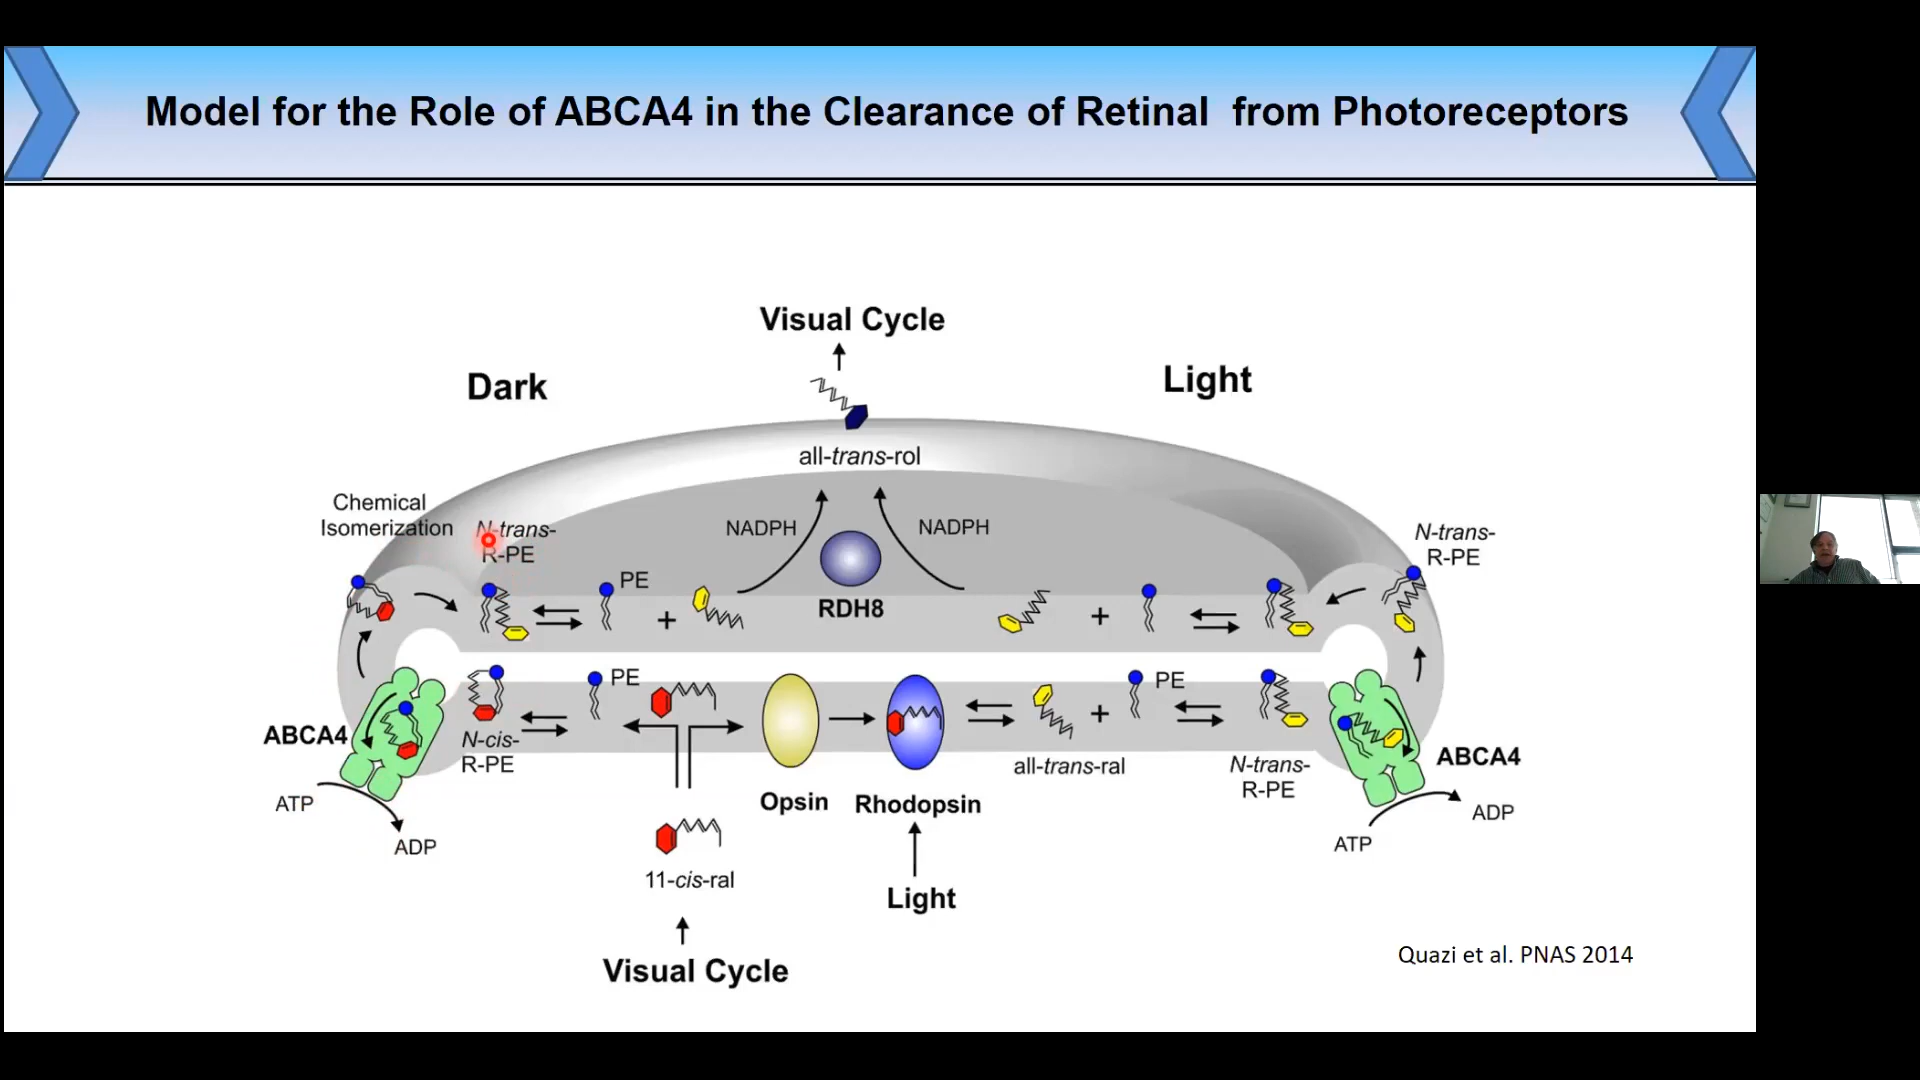 Model for the Role of ABCA4 in the Clearance of Retinal from Photoreceptors
Visual Cycle
Dark
Light
all-trans-rol
Chemical
Isomerization
N-trans-
R-PE
NADPH
NADPH
N-trans-
R-PE
PE
+
RDH8
+
PE
PE
+
ABCA4
N-cis-
R-PE
all-trans-ral
N-trans-
R-PE
ABCA4
ATP
ADP
Opsin
Rhodopsin
ATP
ADP
11-cis-ral
Light
Visual Cycle
Quazi et al. PNAS 2014